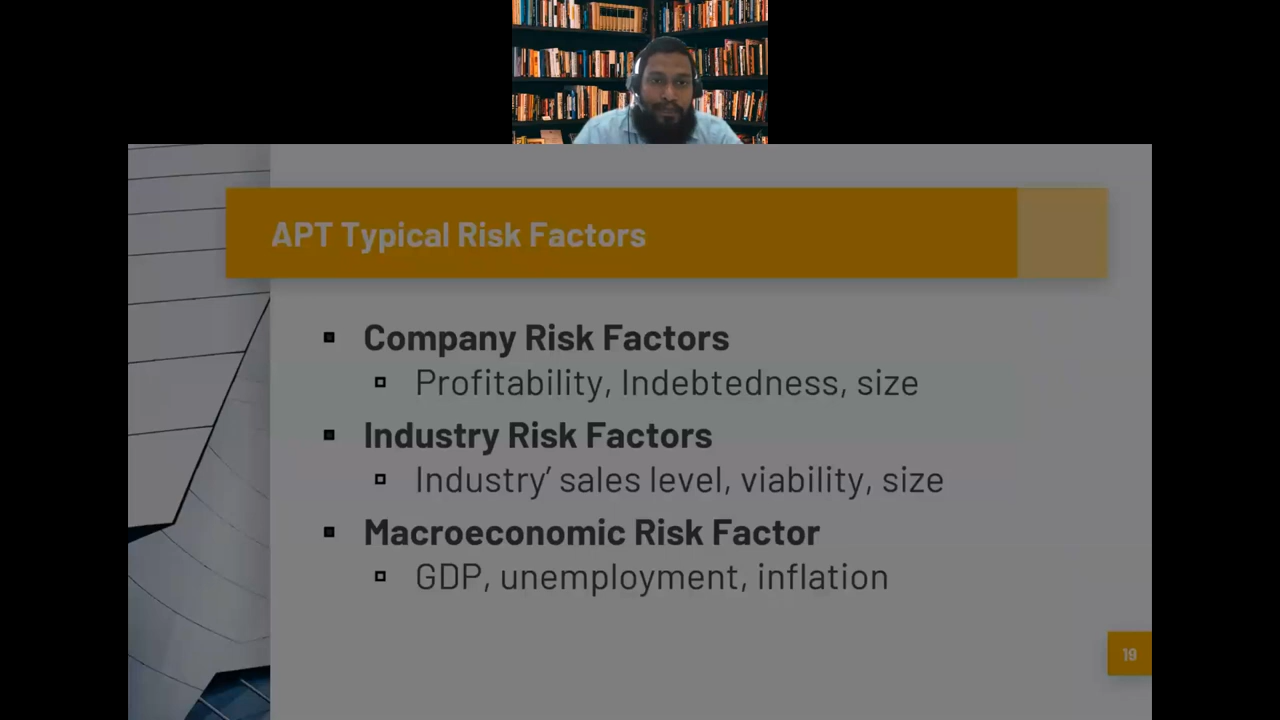 APT Typical Risk Factors
Company Risk Factors
Profitability, Indebtedness, size
Industry Risk Factors
Industry’ sales level, viability, size
Macroeconomic Risk Factor
GDP, unemployment, inflation
19